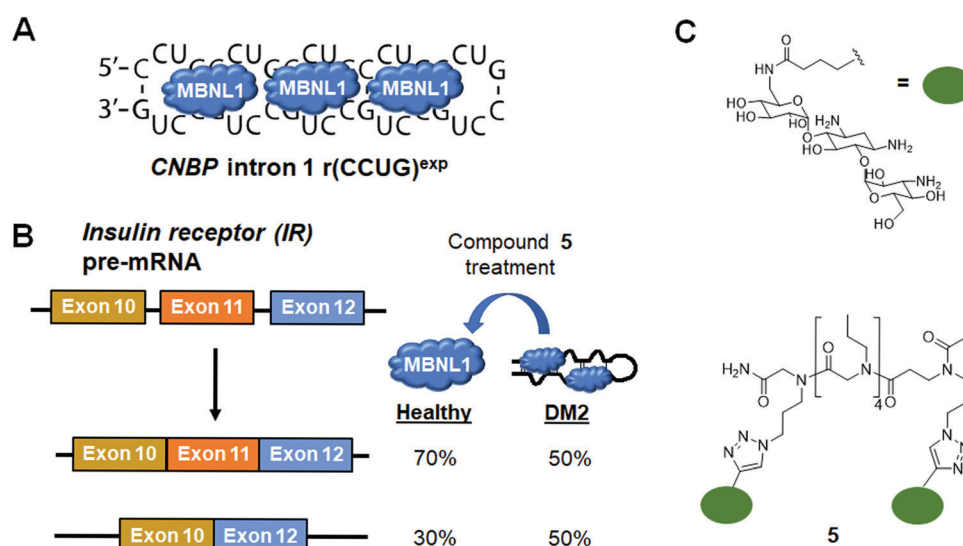 A
5'–C CU G CU G CU G CU G
MBNL1 MBNL1 MBNL1
3'–G UC C UC C UC C UC C
CNBP intron 1 r(CCUG)exp
B
Insulin receptor (IR)
pre-mRNA
Exon 10 Exon 11 Exon 12
Compound 5
treatment
MBNL1
Healthy DM2
Exon 10 Exon 11 Exon 12 70% 50%
Exon 10 Exon 12 30% 50%
C
O
NH
HO
O
HO
HO
O
H2N
NH2
HO
O
HO
NH2
O
OH
HO
=
H2N
O
N
O
N
4
O
N
O
N
N=N
N
N
N
5